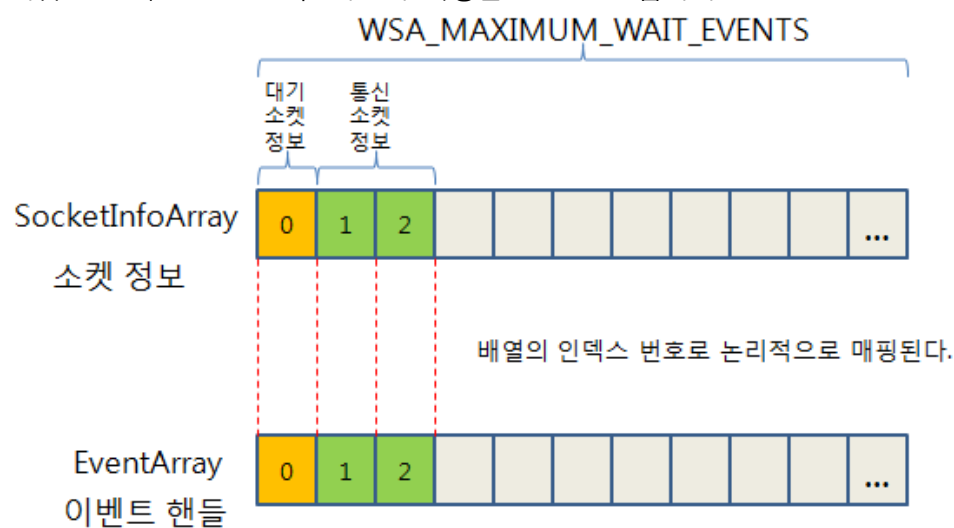 WSA_MAXIMUM_WAIT_EVENTS
대기
소켓
정보
통신
소켓
정보
SocketInfoArray
소켓 정보
0 1 2 ...
배열의 인덱스 번호로 논리적으로 매핑된다.
EventArray
이벤트 핸들
0 1 2 ...